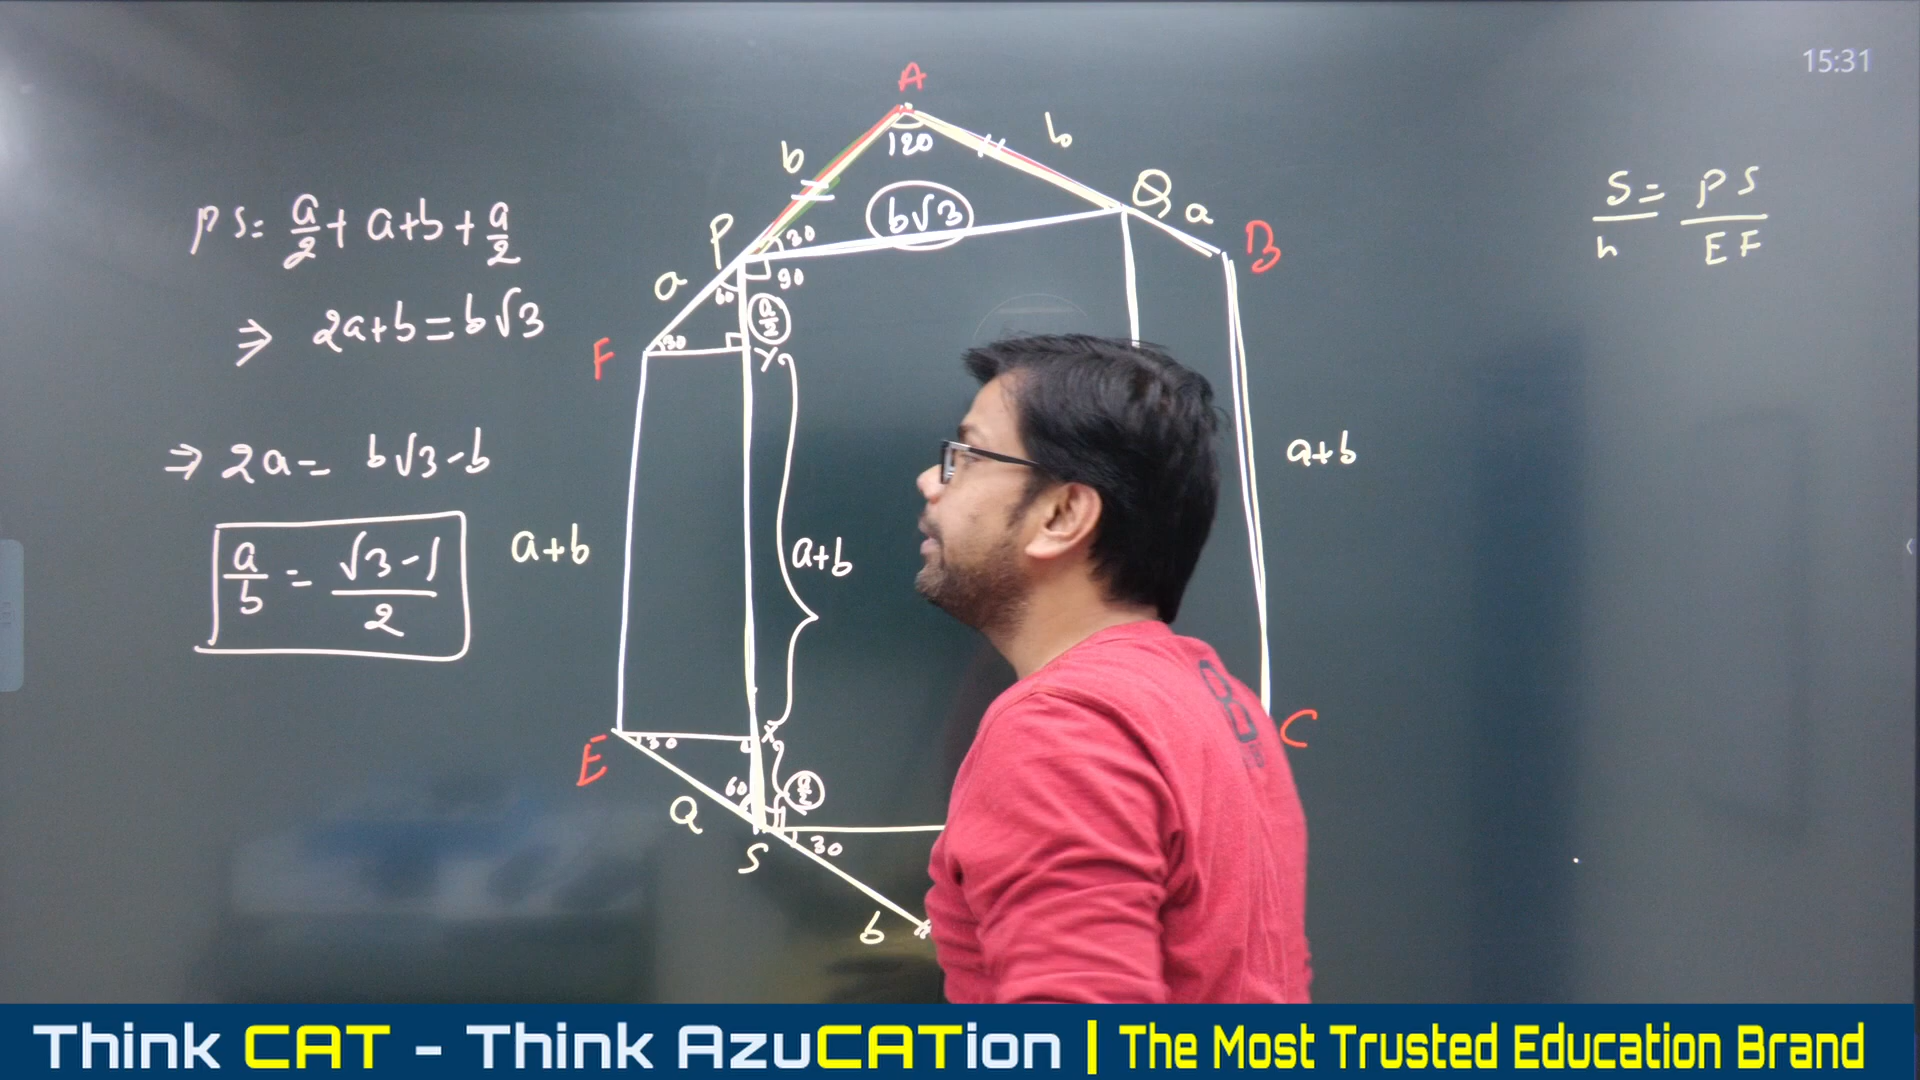 15:31
A
120
b
b
Q
a
B
b√3
P
30
90
60
a
a/2
F
30
Y
PS = a/2 + a+b + a/2
⇒ 2a+b = b√3
⇒ 2a = b√3 - b
a/b = (√3-1)/2
S/h = PS/EF
a+b
a+b
a+b
C
E
30
X
60
a/2
Q
S
30
b
Think CAT - Think AzuCATion | The Most Trusted Education Brand